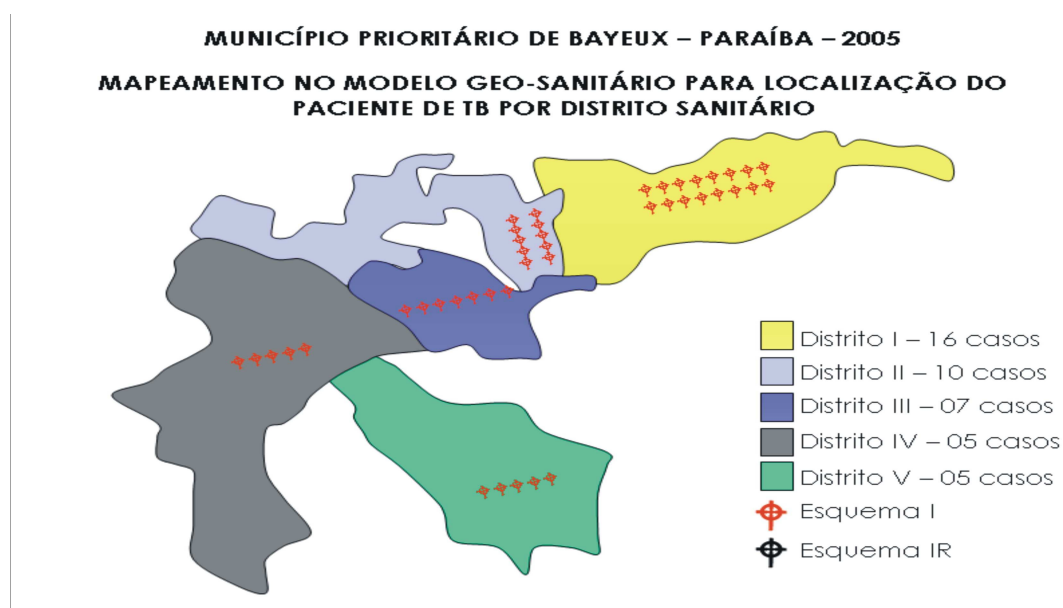 MUNICÍPIO PRIORITÁRIO DE BAYEUX – PARAÍBA – 2005
MAPEAMENTO NO MODELO GEO-SANITÁRIO PARA LOCALIZAÇÃO DO
PACIENTE DE TB POR DISTRITO SANITÁRIO
Distrito I – 16 casos
Distrito II – 10 casos
Distrito III – 07 casos
Distrito IV – 05 casos
Distrito V – 05 casos
Esquema I
Esquema IR